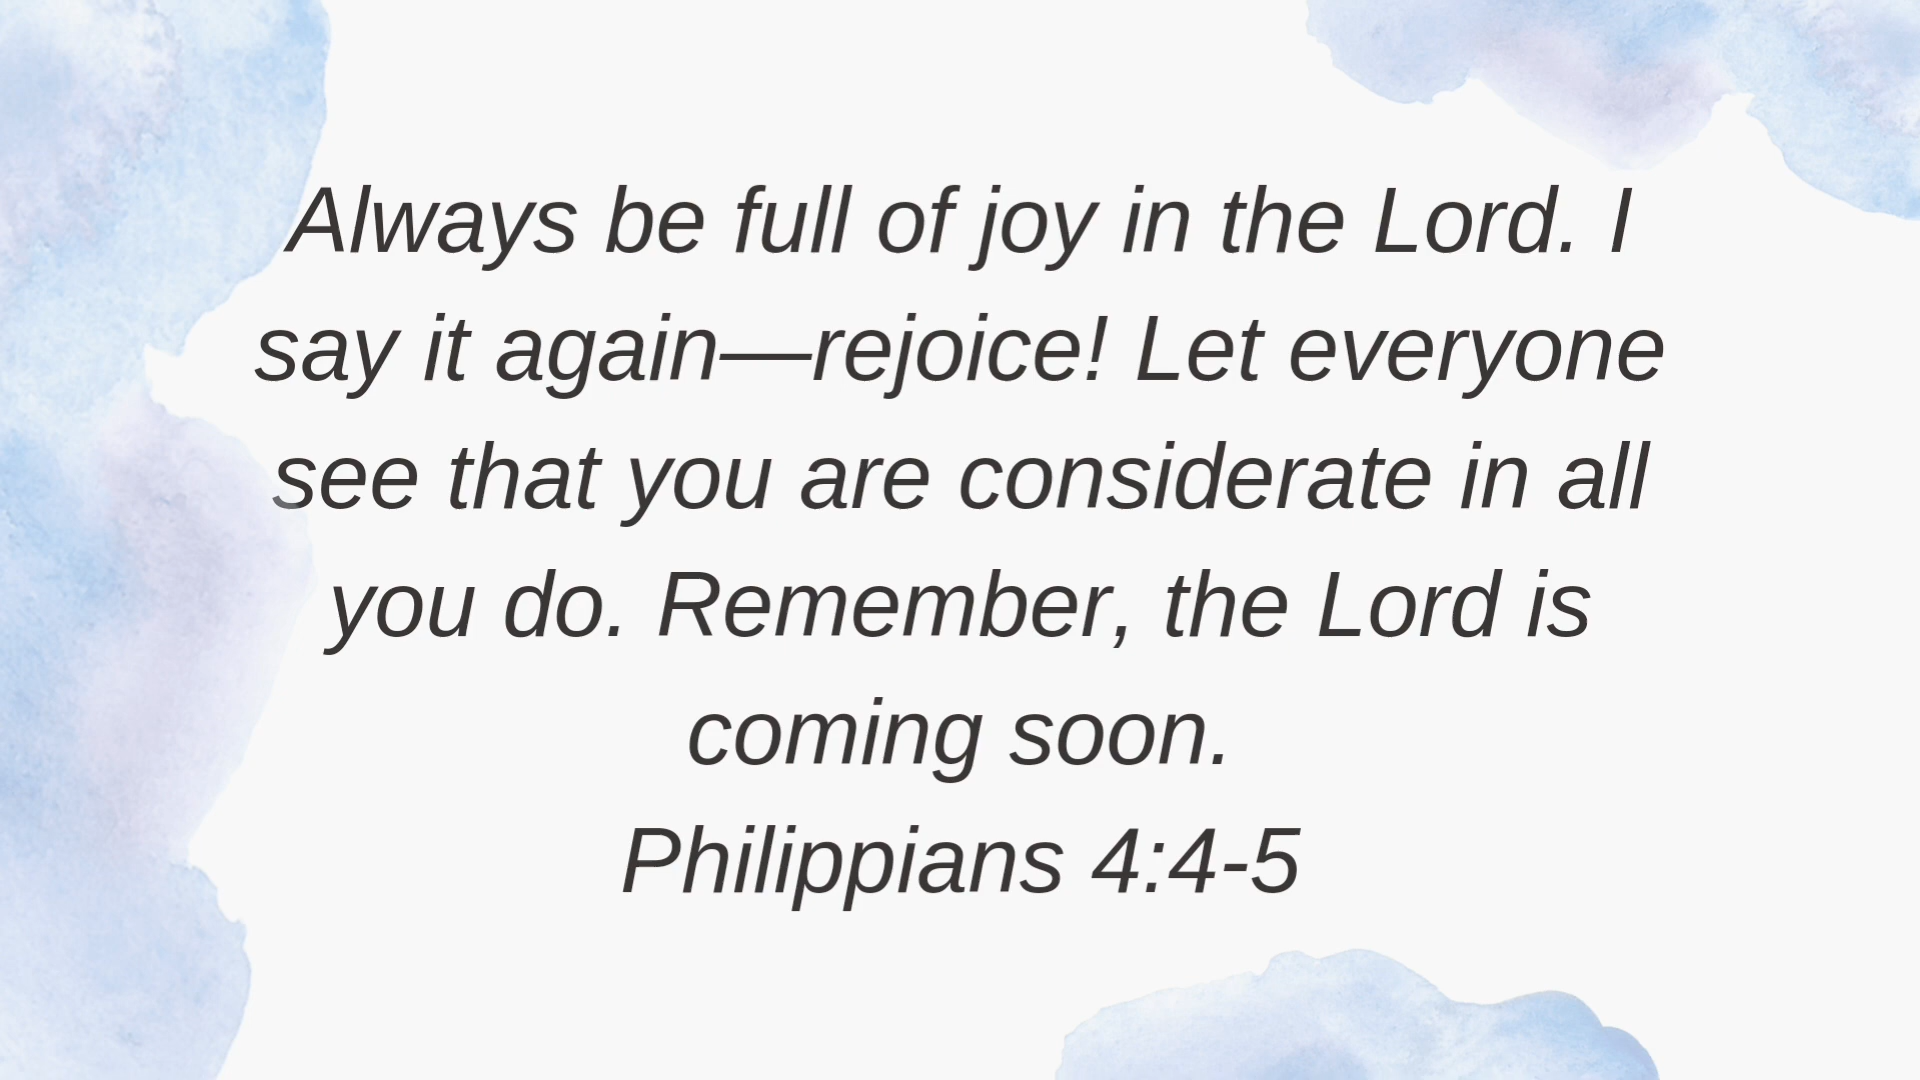 Always be full of joy in the Lord. I
say it again—rejoice! Let everyone
see that you are considerate in all
you do. Remember, the Lord is
coming soon.
Philippians 4:4-5